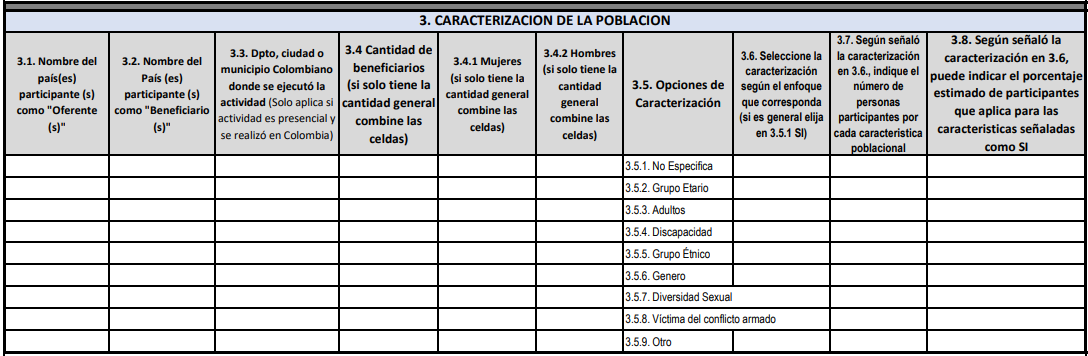 3. CARACTERIZACION DE LA POBLACION
3.1. Nombre del
país(es)
participante (s)
como "Oferente
(s)"
3.2. Nombre del
País (es)
participante (s)
como "Beneficiario
(s)"
3.3. Dpto, ciudad o
municipio Colombiano
donde se ejecutó la
actividad (Solo aplica si
actividad es presencial y
se realizó en Colombia)
3.4 Cantidad de
beneficiarios
(si solo tiene la
cantidad general
combine las
celdas)
3.4.1 Mujeres
(si solo tiene la
cantidad general
combine las
celdas)
3.4.2 Hombres
(si solo tiene la
cantidad
general
combine las
celdas)
3.5. Opciones de
Caracterización
3.6. Seleccione la
caracterización
según el enfoque
que corresponda
(si es general elija
en 3.5.1 SI)
3.7. Según señaló
la caracterización
en 3.6., indique el
número de
personas
participantes por
cada caracteristica
poblacional
3.8. Según señaló la
caracterización en 3.6,
puede indicar el porcentaje
estimado de participantes
que aplica para las
caracteristicas señaladas
como SI
3.5.1. No Especifica
3.5.2. Grupo Etario
3.5.3. Adultos
3.5.4. Discapacidad
3.5.5. Grupo Étnico
3.5.6. Genero
3.5.7. Diversidad Sexual
3.5.8. Víctima del conflicto armado
3.5.9. Otro